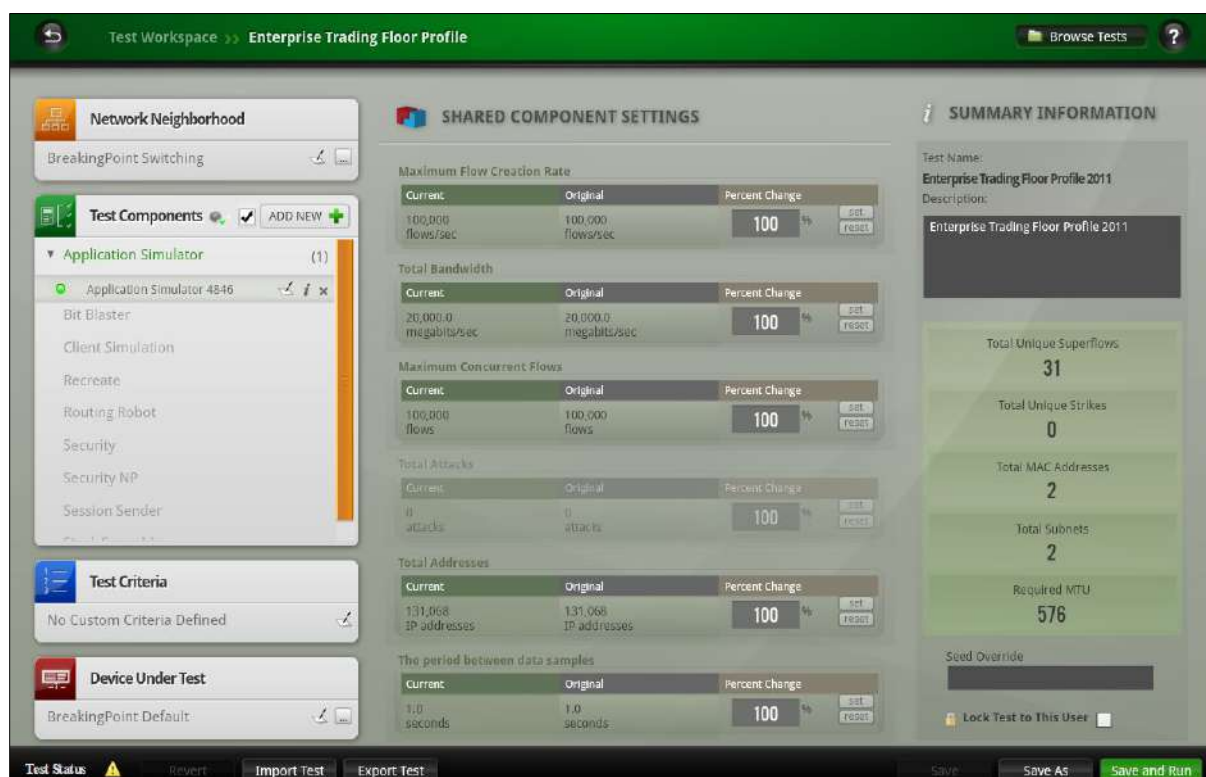 Test Workspace >> Enterprise Trading Floor Profile
Browse Tests
?
Network Neighborhood
BreakingPoint Switching
...
Test Components
ADD NEW
Application Simulator (1)
Application Simulator 4846 i x
Bit Blaster
Client Simulation
Recreate
Routing Robot
Security
Security NP
Session Sender
Test Criteria
No Custom Criteria Defined
Device Under Test
BreakingPoint Default
...
SHARED COMPONENT SETTINGS
Maximum Flow Creation Rate
Current Original Percent Change
100,000 flows/sec 100,000 flows/sec 100 % set reset
Total Bandwidth
Current Original Percent Change
20,000.0 megabits/sec 20,000.0 megabits/sec 100 % set reset
Maximum Concurrent Flows
Current Original Percent Change
100,000 flows 100,000 flows 100 % set reset
Total Attacks
Current Original Percent Change
0 attacks 0 attacks 100 % set reset
Total Addresses
Current Original Percent Change
131,068 IP addresses 131,068 IP addresses 100 % set reset
The period between data samples
Current Original Percent Change
1.0 seconds 1.0 seconds 100 % set reset
i SUMMARY INFORMATION
Test Name:
Enterprise Trading Floor Profile 2011
Description:
Enterprise Trading Floor Profile 2011
Total Unique Superflows
31
Total Unique Strikes
0
Total MAC Addresses
2
Total Subnets
2
Required MTU
576
Seed Override
Lock Test to This User
Test Status
Revert
Import Test
Export Test
Save
Save As
Save and Run